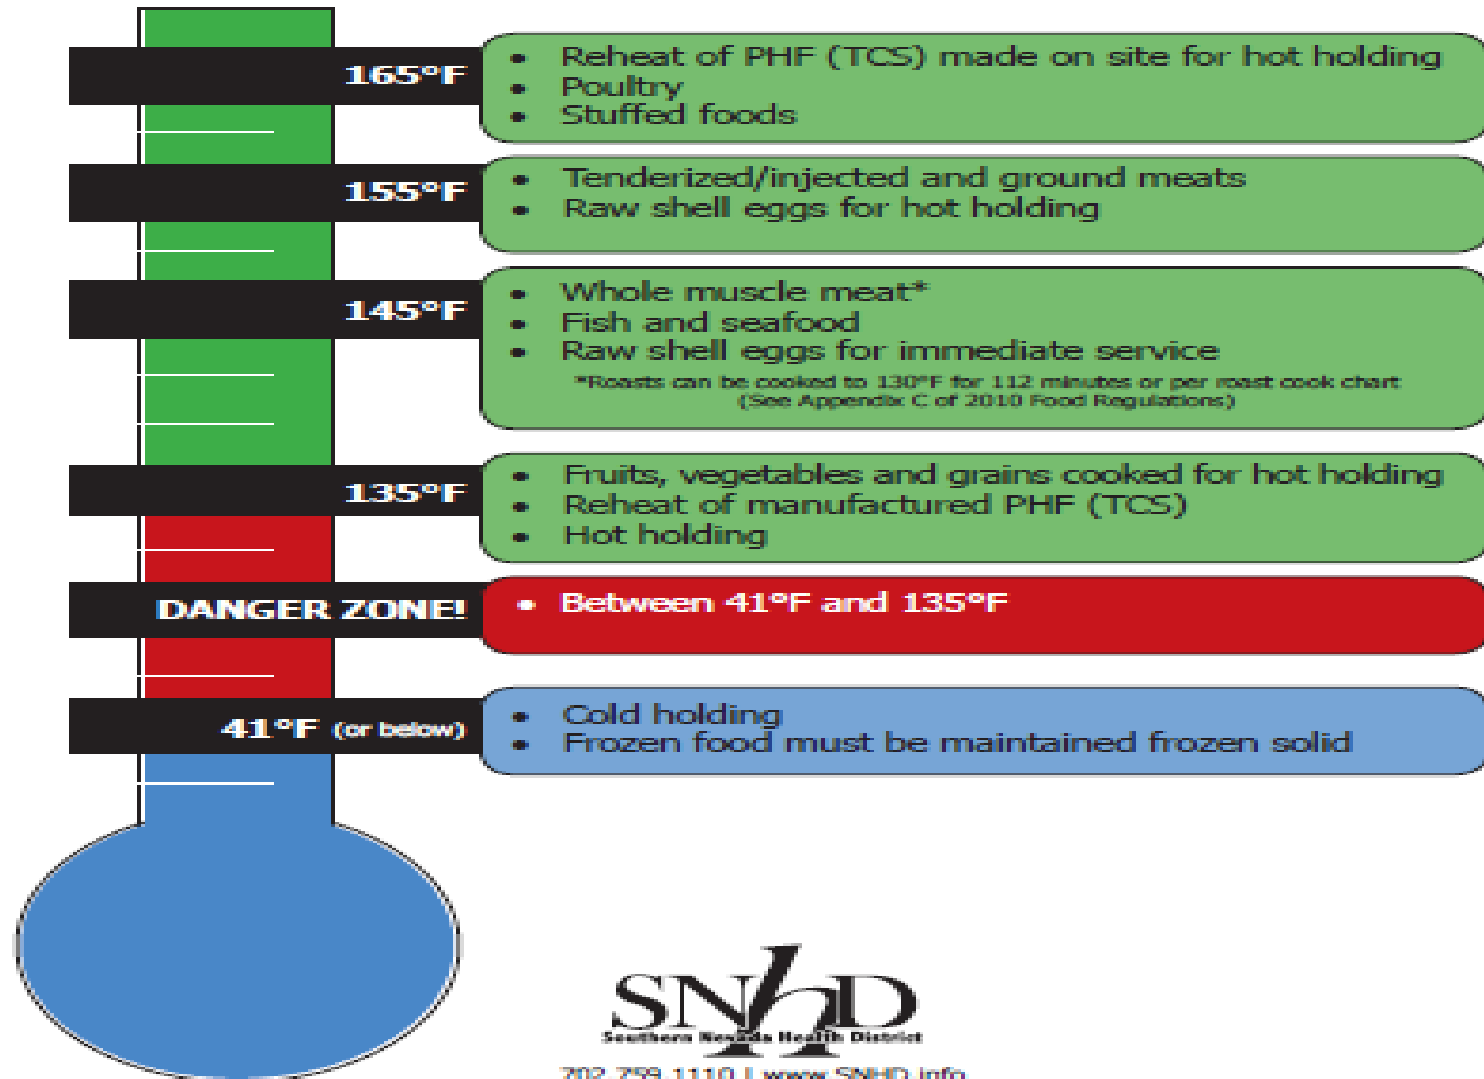 165°F
• Reheat of PHF (TCS) made on site for hot holding
• Poultry
• Stuffed foods
155°F
• Tenderized/injected and ground meats
• Raw shell eggs for hot holding
145°F
• Whole muscle meat*
• Fish and seafood
• Raw shell eggs for immediate service
*Roasts can be cooked to 130°F for 112 minutes or per roast cook chart
(See Appendix C of 2010 Food Regulations)
135°F
• Fruits, vegetables and grains cooked for hot holding
• Reheat of manufactured PHF (TCS)
• Hot holding
DANGER ZONE!
• Between 41°F and 135°F
41°F (or below)
• Cold holding
• Frozen food must be maintained frozen solid
SNhD
Southern Nevada Health District
702.759.1110 | www.SNHD.info